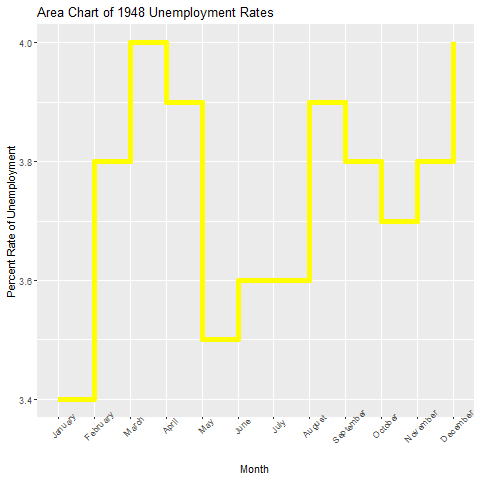 Area Chart of 1948 Unemployment Rates
Percent Rate of Unemployment
4.0
3.8
3.6
3.4
January
February
March
April
May
June
July
August
September
October
November
December
Month